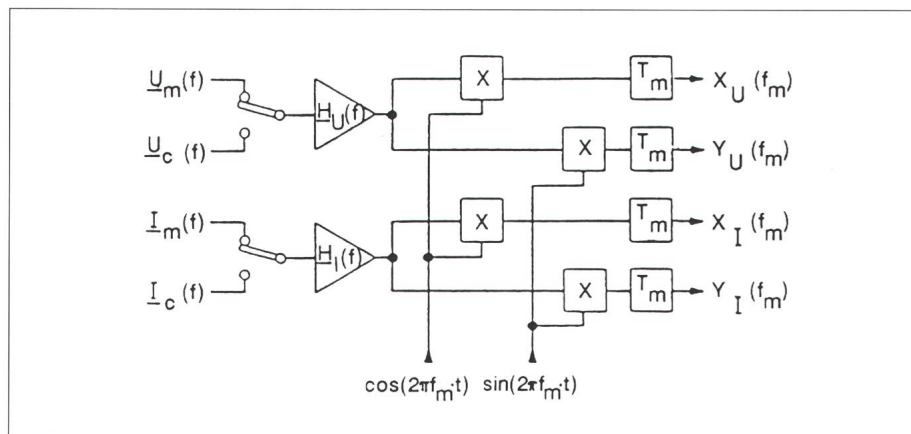 U_m(f)
H_U(f)
X
T_m
X_U (f_m)
U_c (f)
X
T_m
Y_U (f_m)
I_m(f)
H_I(f)
X
T_m
X_I (f_m)
I_c (f)
X
T_m
Y_I (f_m)
cos(2πf_m·t)
sin(2πf_m·t)